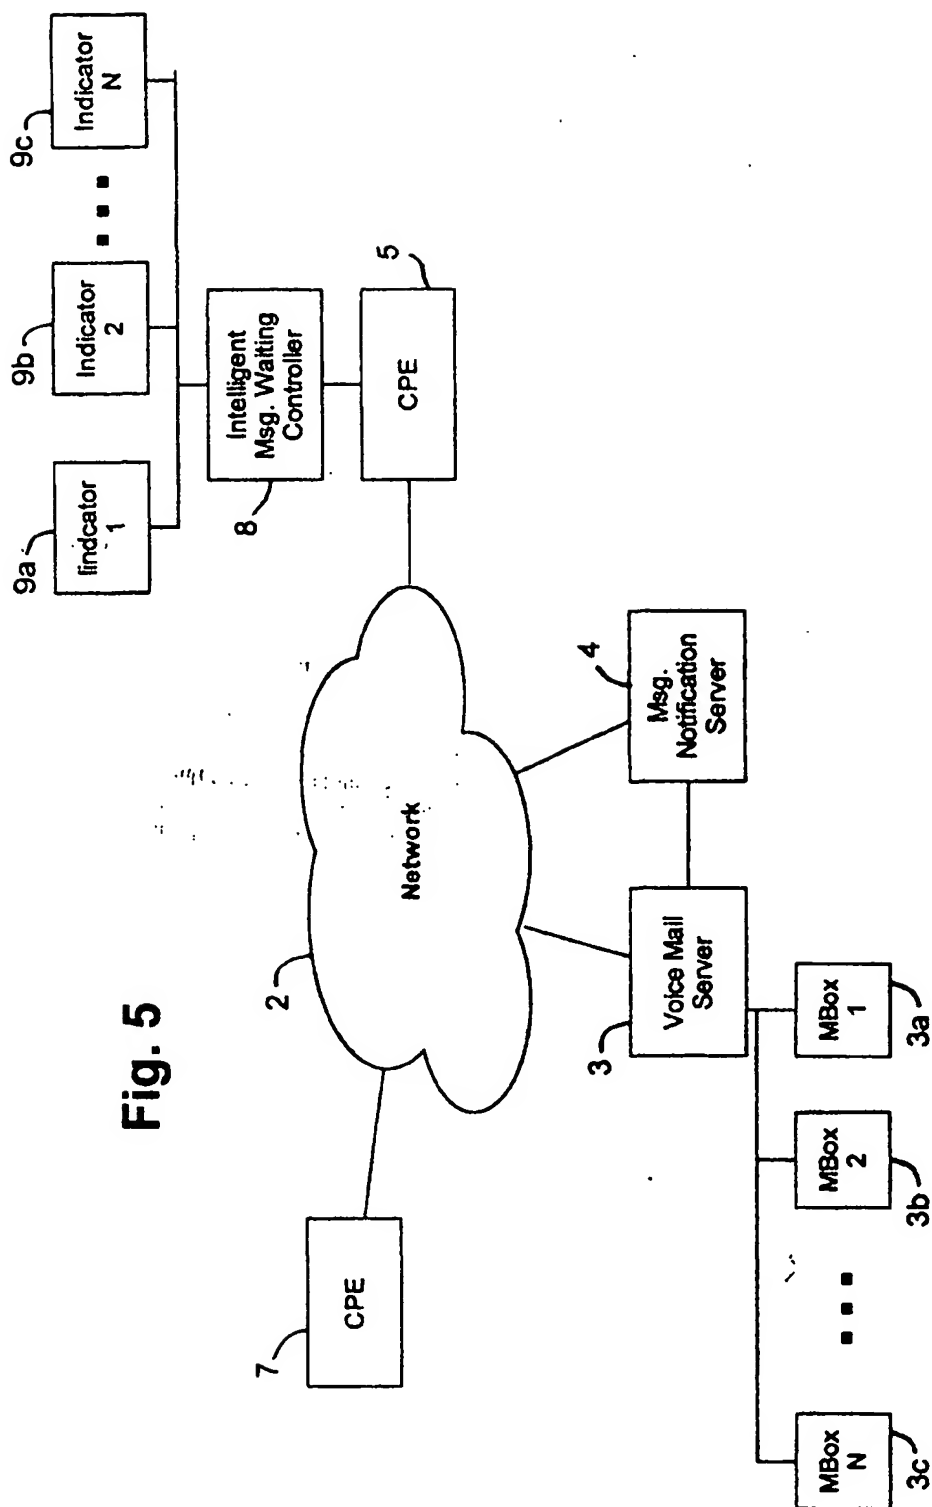 Fig. 5
7
CPE
2
Network
3
Voice Mail
Server
4
Msg.
Notification
Server
MBox
N
3c
MBox
2
3b
MBox
1
3a
5
CPE
8
Intelligent
Msg. Waiting
Controller
9a
Iindcator
1
9b
Indicator
2
9c
Indicator
N